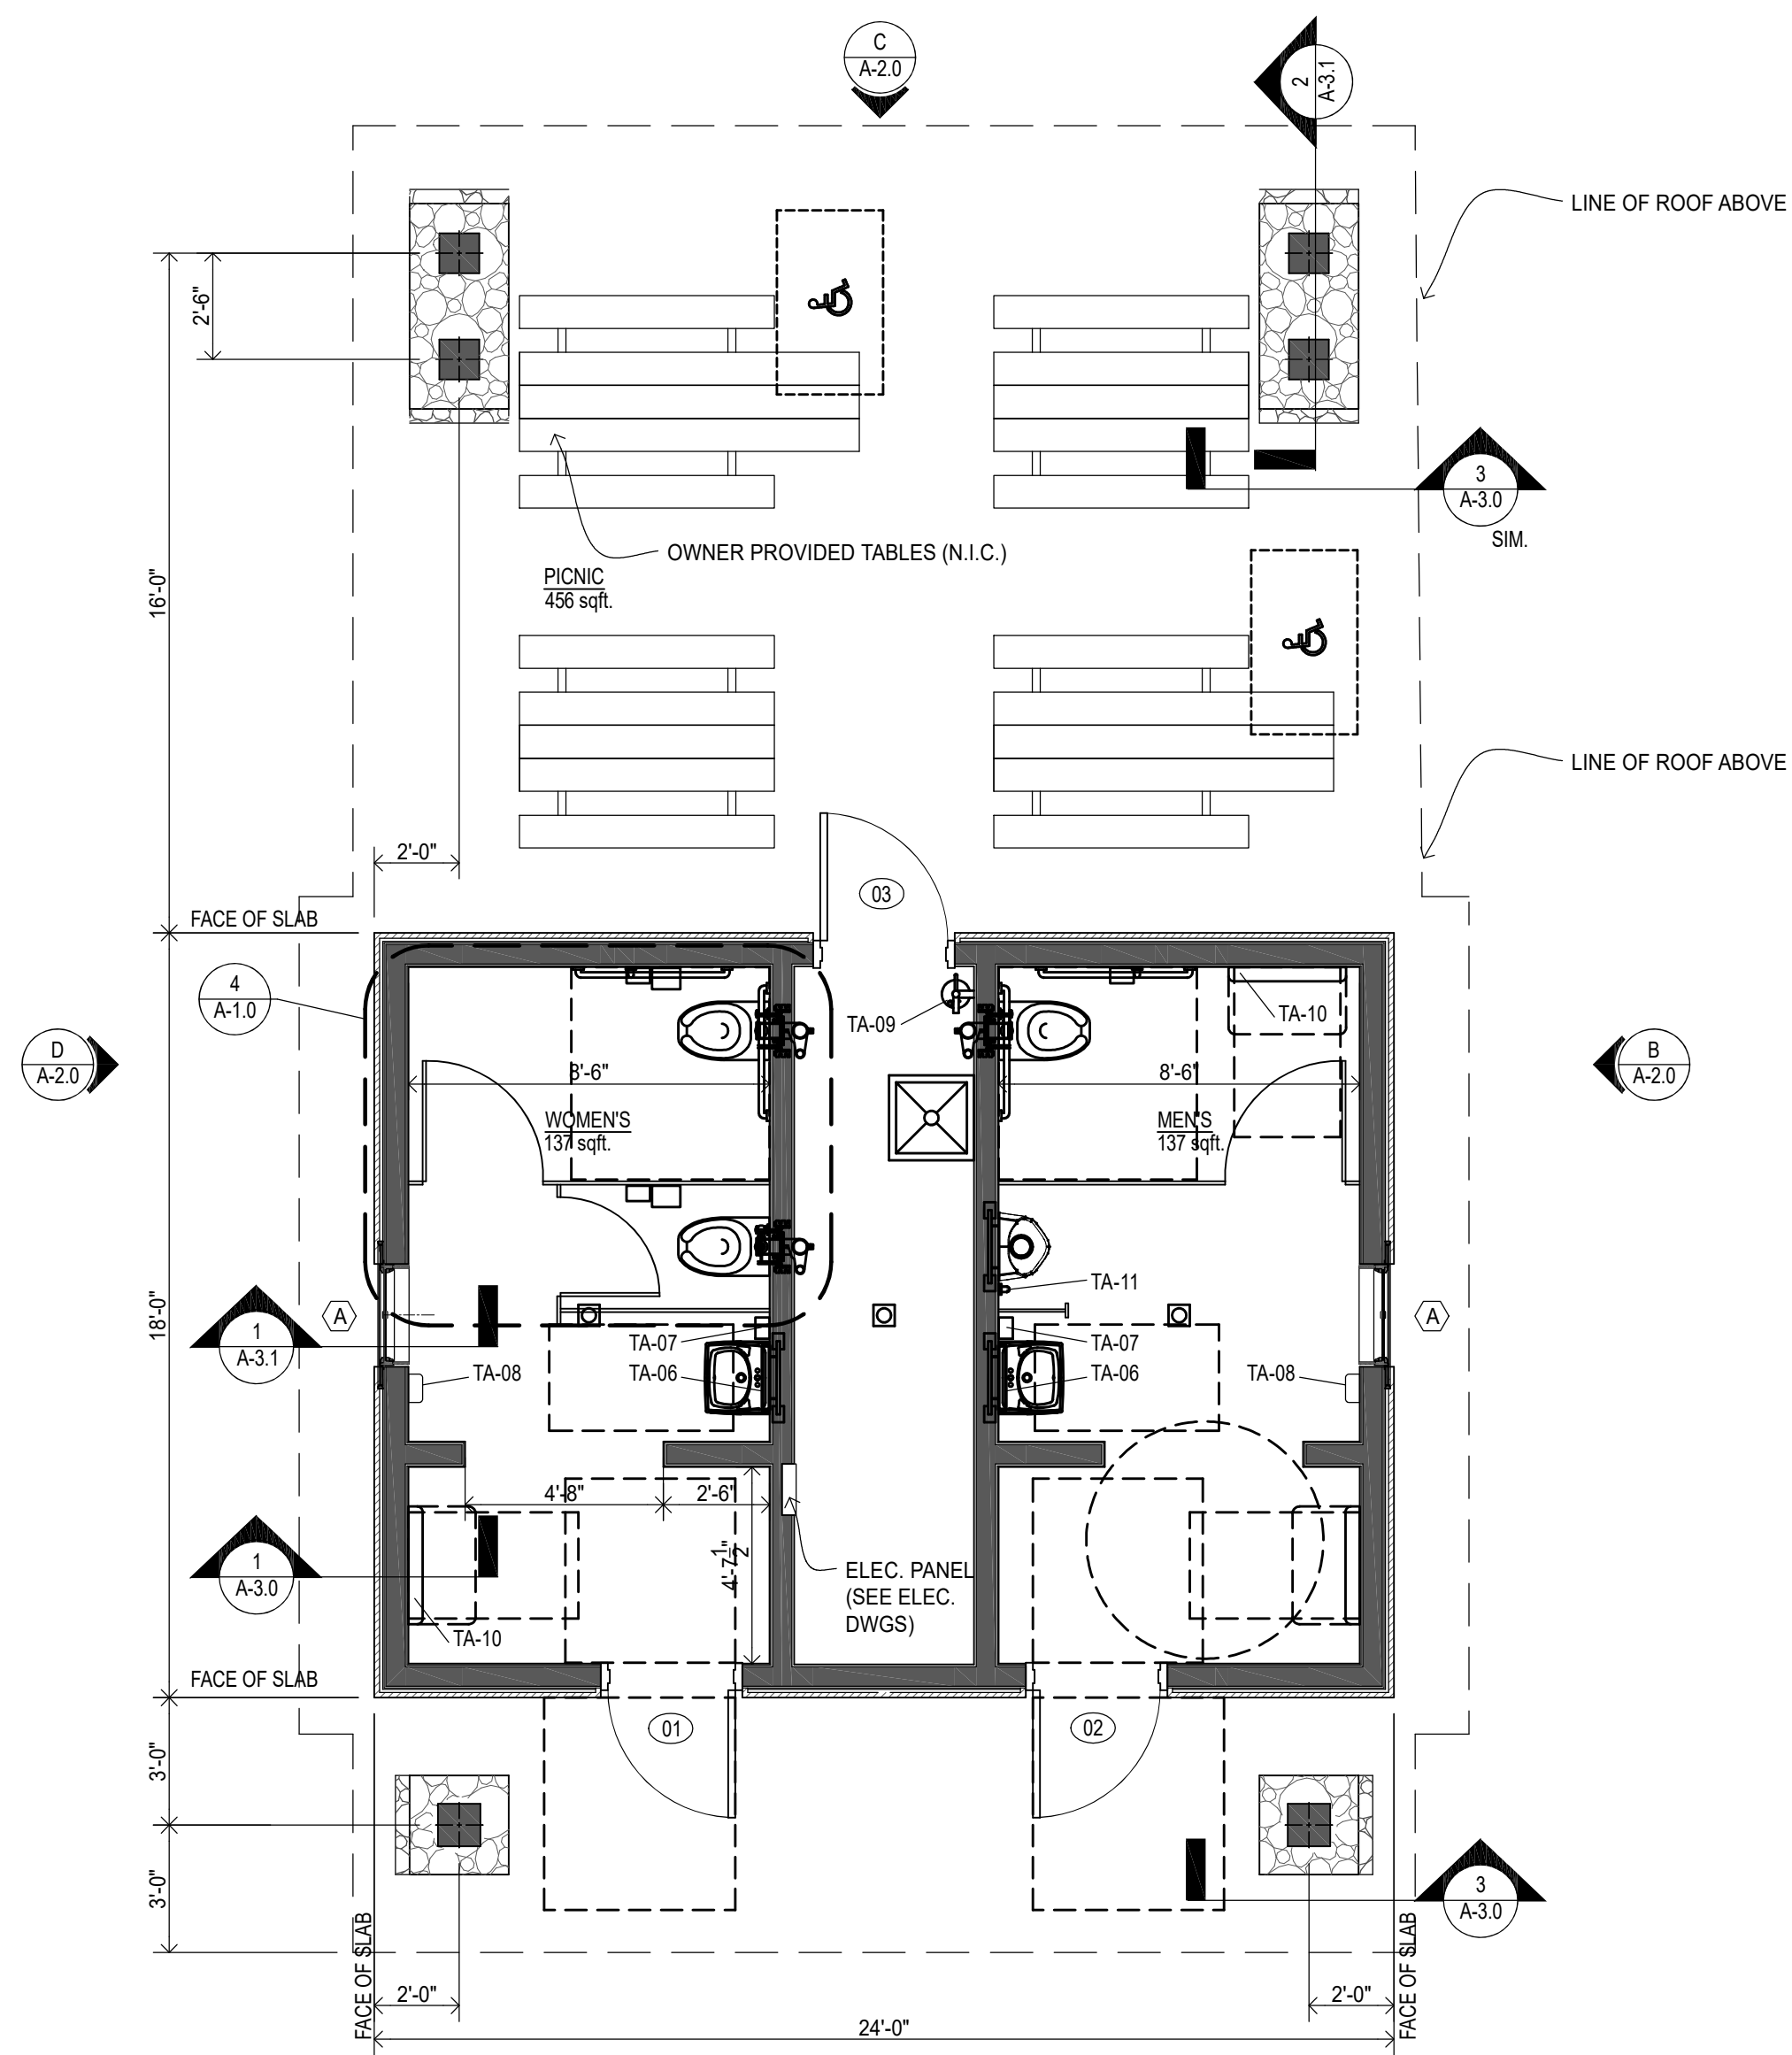 C
A-2.0
2
A-3.1
LINE OF ROOF ABOVE
2'-6"
3
A-3.0
SIM.
OWNER PROVIDED TABLES (N.I.C.)
PICNIC
456 sqft.
16'-0"
LINE OF ROOF ABOVE
2'-0"
03
FACE OF SLAB
4
A-1.0
TA-09
TA-10
D
A-2.0
B
A-2.0
8'-6"
8'-6"
WOMEN'S
137 sqft.
MEN'S
137 sqft.
TA-11
18'-0"
A
A
1
A-3.1
TA-07
TA-07
TA-08
TA-06
TA-06
TA-08
4'-8"
2'-6"
4'-7 1/2"
1
A-3.0
ELEC. PANEL
(SEE ELEC.
DWGS)
TA-10
FACE OF SLAB
01
02
3'-0"
3'-0"
3
A-3.0
FACE OF SLAB
FACE OF SLAB
2'-0"
2'-0"
24'-0"